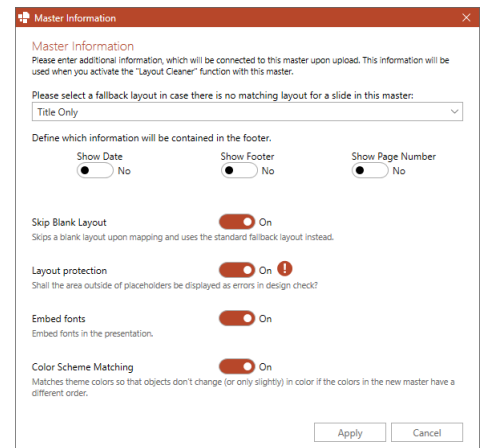 Master Information
Master Information
Please enter additional information, which will be connected to this master upon upload. This information will be
used when you activate the "Layout Cleaner" function with this master.
Please select a fallback layout in case there is no matching layout for a slide in this master:
Title Only
Define which information will be contained in the footer.
Show Date Show Footer Show Page Number
No No No
Skip Blank Layout On
Skips a blank layout upon mapping and uses the standard fallback layout instead.
Layout protection On !
Shall the area outside of placeholders be displayed as errors in design check?
Embed fonts On
Embed fonts in the presentation.
Color Scheme Matching On
Matches theme colors so that objects don't change (or only slightly) in color if the colors in the new master have a
different order.
Apply Cancel